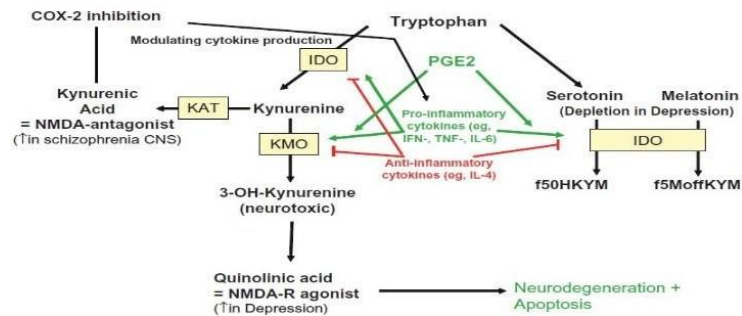 COX-2 inhibition
Tryptophan
Modulating cytokine production
IDO
PGE2
Kynurenic
Acid
= NMDA-antagonist
(↑in schizophrenia CNS)
KAT
Kynurenine
Pro-inflammatory
cytokines (eg,
IFN-, TNF-, IL-6)
Serotonin
Melatonin
(Depletion in Depression)
IDO
KMO
Anti-inflammatory
cytokines (eg, IL-4)
3-OH-Kynurenine
(neurotoxic)
f50HKYM
f5MoffKYM
Quinolinic acid
= NMDA-R agonist
(↑in Depression)
Neurodegeneration +
Apoptosis